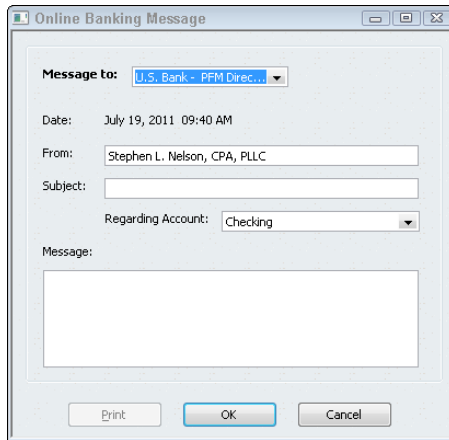 Online Banking Message
Message to: U.S. Bank - PFM Direc...
Date: July 19, 2011 09:40 AM
From: Stephen L. Nelson, CPA, PLLC
Subject:
Regarding Account: Checking
Message:
Print OK Cancel